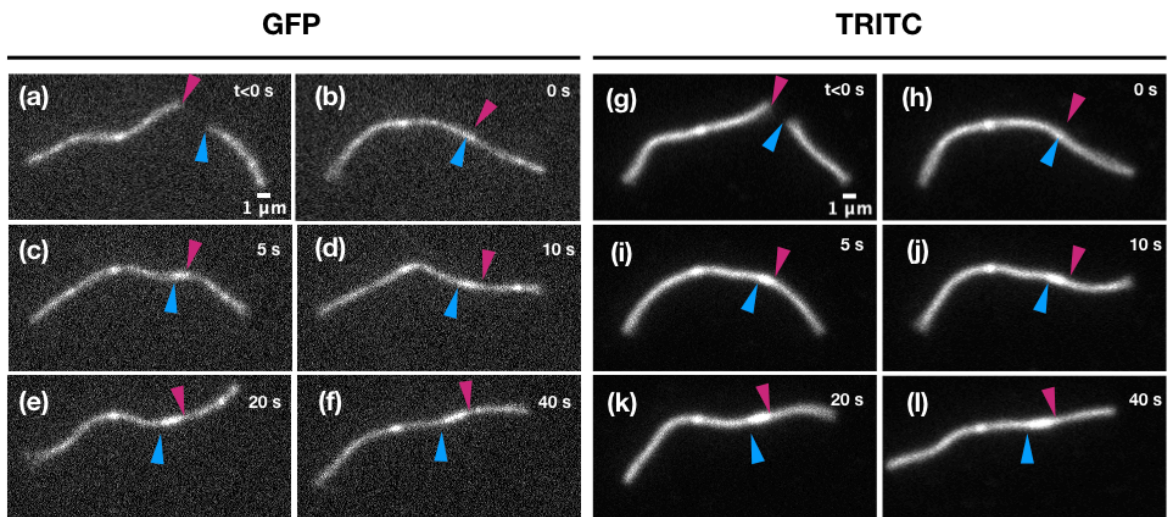 GFP TRITC
(a) t<0 s (b) 0 s (g) t<0 s (h) 0 s
1 μm 1 μm
(c) 5 s (d) 10 s (i) 5 s (j) 10 s
(e) 20 s (f) 40 s (k) 20 s (l) 40 s